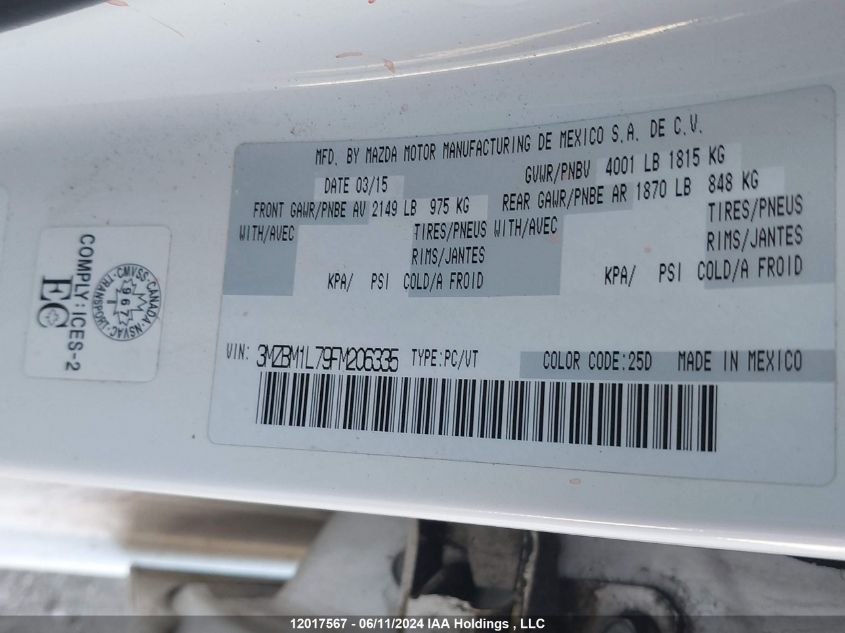 MFD. BY MAZDA MOTOR MANUFACTURING DE MEXICO S.A. DE C.V.
DATE 03/15 GVWR/PNBV 4001 LB 1815 KG
FRONT GAWR/PNBE AV 2149 LB 975 KG REAR GAWR/PNBE AR 1870 LB 848 KG
WITH/AVEC TIRES/PNEUS WITH/AVEC TIRES/PNEUS
RIMS/JANTES RIMS/JANTES
KPA/ PSI COLD/A FROID KPA/ PSI COLD/A FROID
VIN: 3MZBM1L79FM206335 TYPE:PC/VT COLOR CODE:25D MADE IN MEXICO
COMPLY:ICES-2
EC
CMVSS·CANADA·NSVAC·TRANSPORT
967
12017567 - 06/11/2024 IAA Holdings , LLC